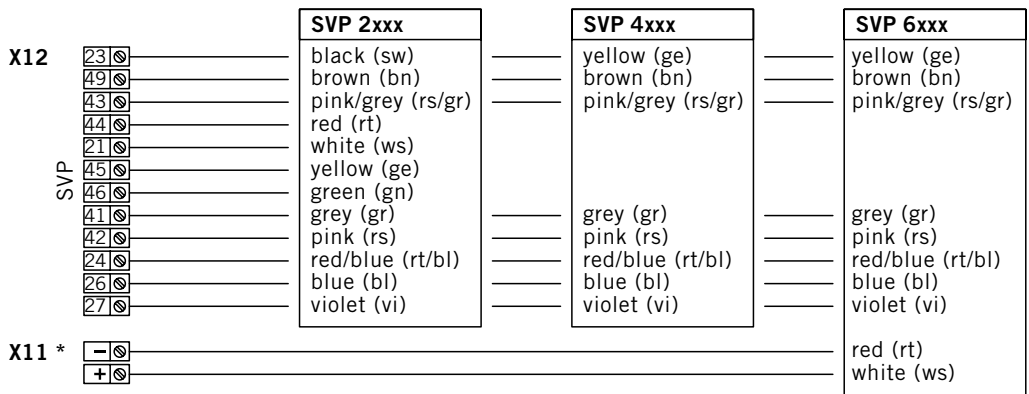 SVP 2xxx SVP 4xxx SVP 6xxx
X12 23 black (sw) yellow (ge) yellow (ge)
49 brown (bn) brown (bn) brown (bn)
43 pink/grey (rs/gr) pink/grey (rs/gr) pink/grey (rs/gr)
44 red (rt)
21 white (ws)
SVP
45 yellow (ge)
46 green (gn)
41 grey (gr) grey (gr) grey (gr)
42 pink (rs) pink (rs) pink (rs)
24 red/blue (rt/bl) red/blue (rt/bl) red/blue (rt/bl)
26 blue (bl) blue (bl) blue (bl)
27 violet (vi) violet (vi) violet (vi)
X11 * − red (rt)
+ white (ws)